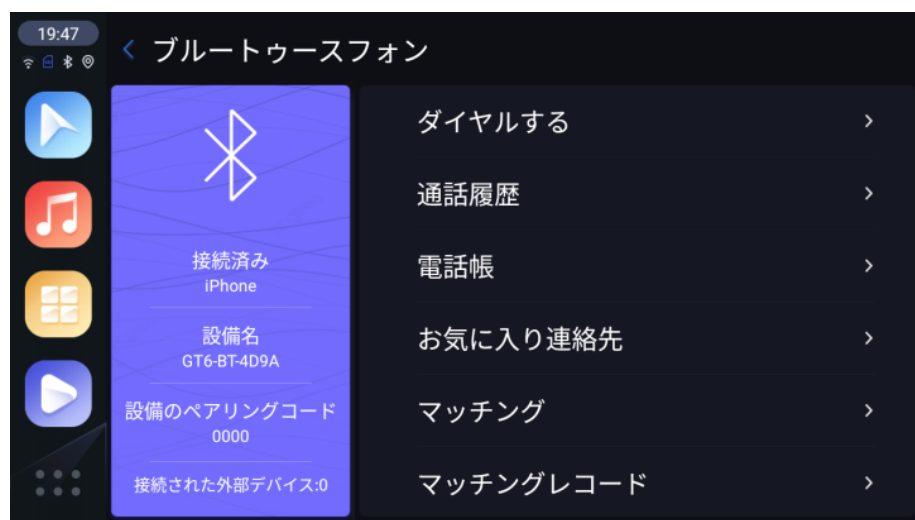 19:47
ブルートゥースフォン
接続済み
iPhone
設備名
GT6-BT-4D9A
設備のペアリングコード
0000
接続された外部デバイス:0
ダイヤルする
通話履歴
電話帳
お気に入り連絡先
マッチング
マッチングレコード